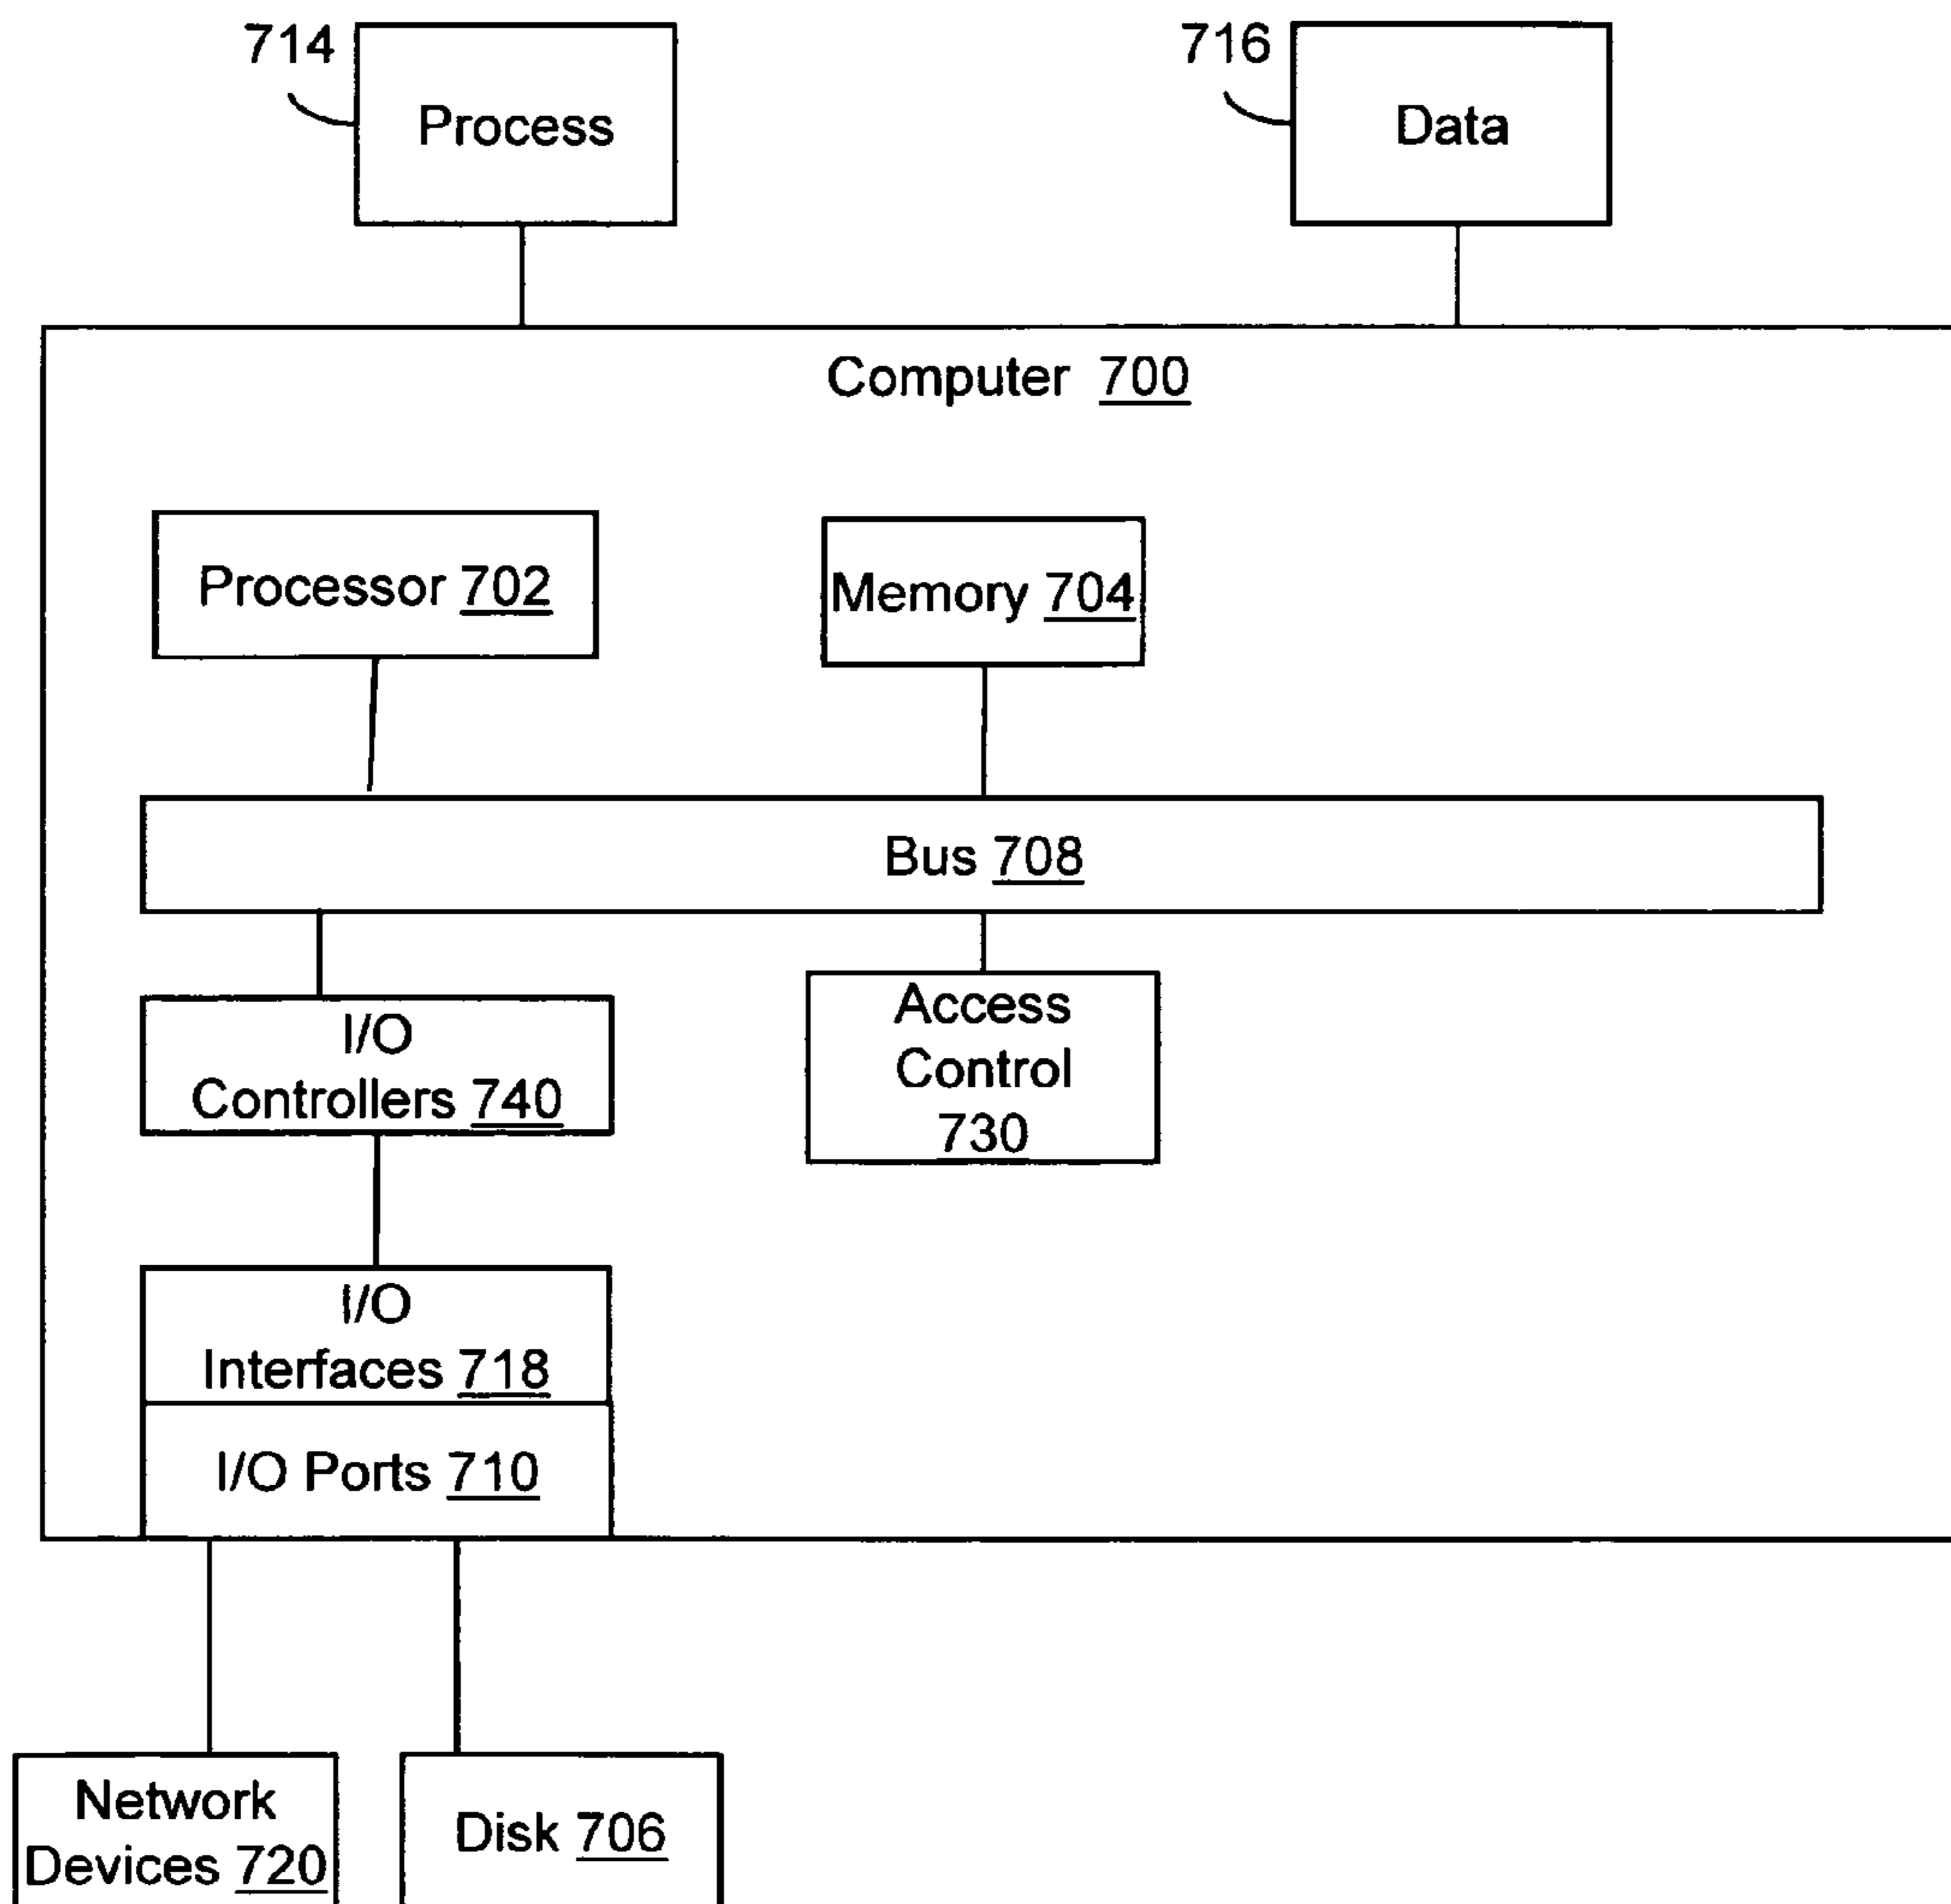 714
Process
716
Data
Computer 700
Processor 702
Memory 704
Bus 708
I/O
Controllers 740
Access
Control
730
I/O
Interfaces 718
I/O Ports 710
Network
Devices 720
Disk 706